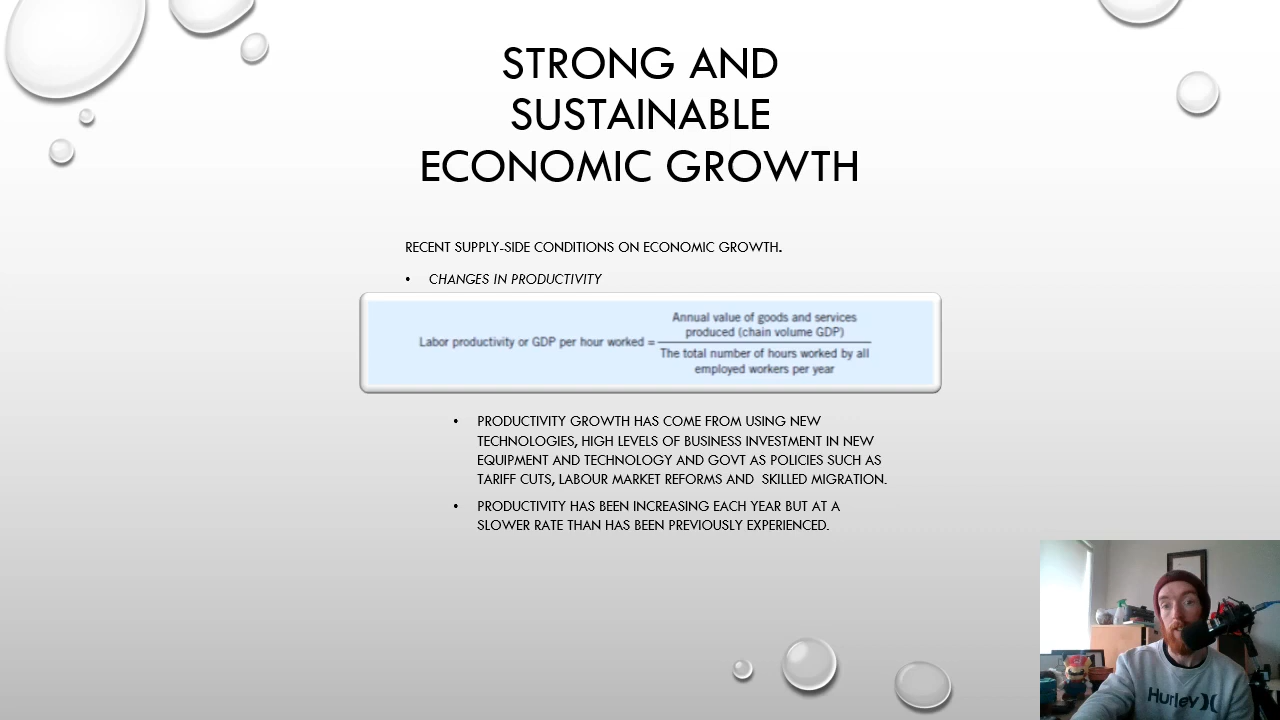 STRONG AND
SUSTAINABLE
ECONOMIC GROWTH
RECENT SUPPLY-SIDE CONDITIONS ON ECONOMIC GROWTH.
• CHANGES IN PRODUCTIVITY
Annual value of goods and services
produced (chain volume GDP)
Labor productivity or GDP per hour worked =
The total number of hours worked by all
employed workers per year
• PRODUCTIVITY GROWTH HAS COME FROM USING NEW
TECHNOLOGIES, HIGH LEVELS OF BUSINESS INVESTMENT IN NEW
EQUIPMENT AND TECHNOLOGY AND GOVT AS POLICIES SUCH AS
TARIFF CUTS, LABOUR MARKET REFORMS AND SKILLED MIGRATION.
• PRODUCTIVITY HAS BEEN INCREASING EACH YEAR BUT AT A
SLOWER RATE THAN HAS BEEN PREVIOUSLY EXPERIENCED.
Hurley